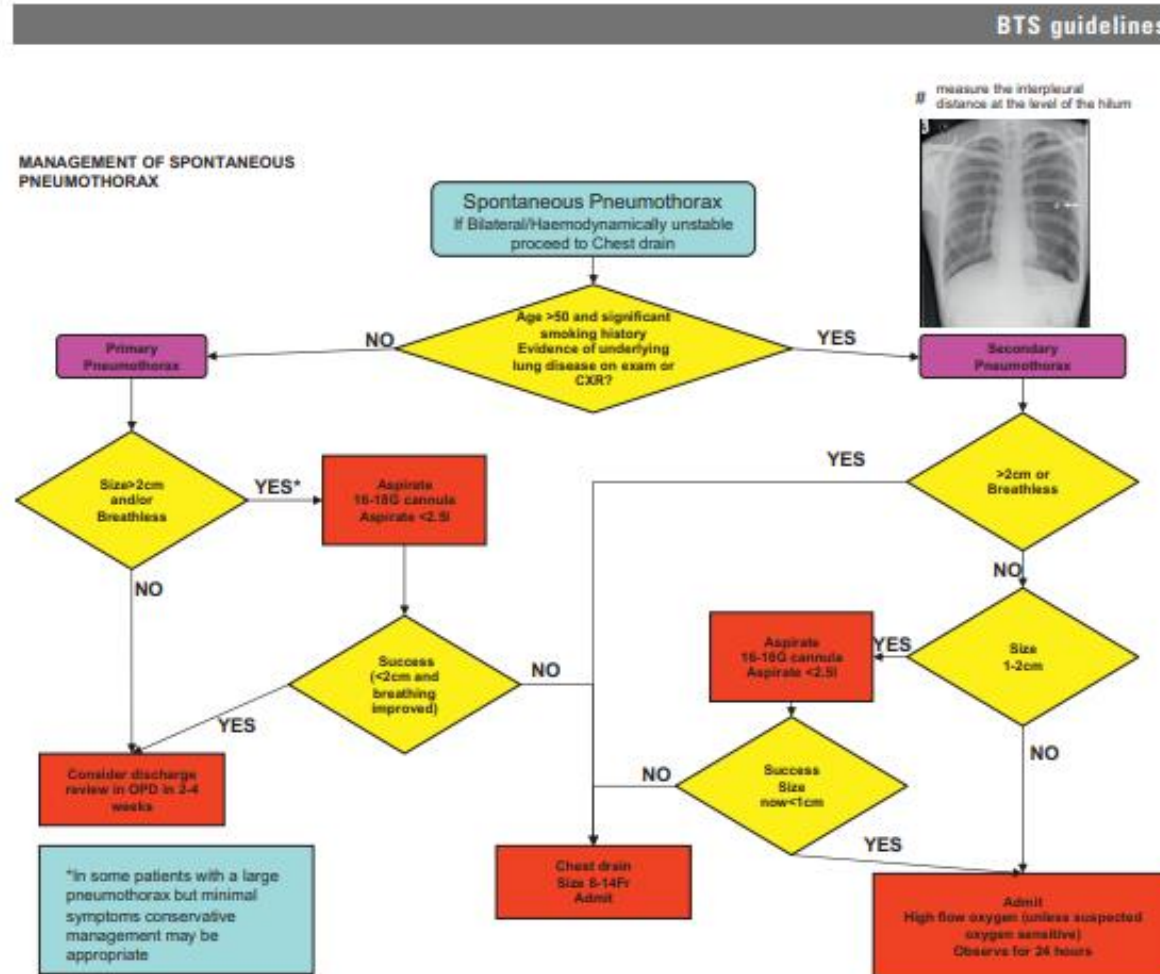 BTS guidelines
# measure the interpleural
distance at the level of the hilum
MANAGEMENT OF SPONTANEOUS
PNEUMOTHORAX
Spontaneous Pneumothorax
If Bilateral/Haemodynamically unstable
proceed to Chest drain
Age >50 and significant
smoking history
Evidence of underlying
lung disease on exam or
CXR?
NO
YES
Primary
Pneumothorax
Secondary
Pneumothorax
Size>2cm
and/or
Breathless
YES*
Aspirate
16-18G cannula
Aspirate <2.5l
YES
>2cm or
Breathless
NO
NO
Success
(<2cm and
breathing
improved)
NO
YES
Aspirate
16-18G cannula
Aspirate <2.5l
YES
Size
1-2cm
Consider discharge
review in OPD in 2-4
weeks
NO
Success
Size
now<1cm
NO
YES
*In some patients with a large
pneumothorax but minimal
symptoms conservative
management may be
appropriate
Chest drain
Size 8-14Fr
Admit
Admit
High flow oxygen (unless suspected
oxygen sensitive)
Observe for 24 hours